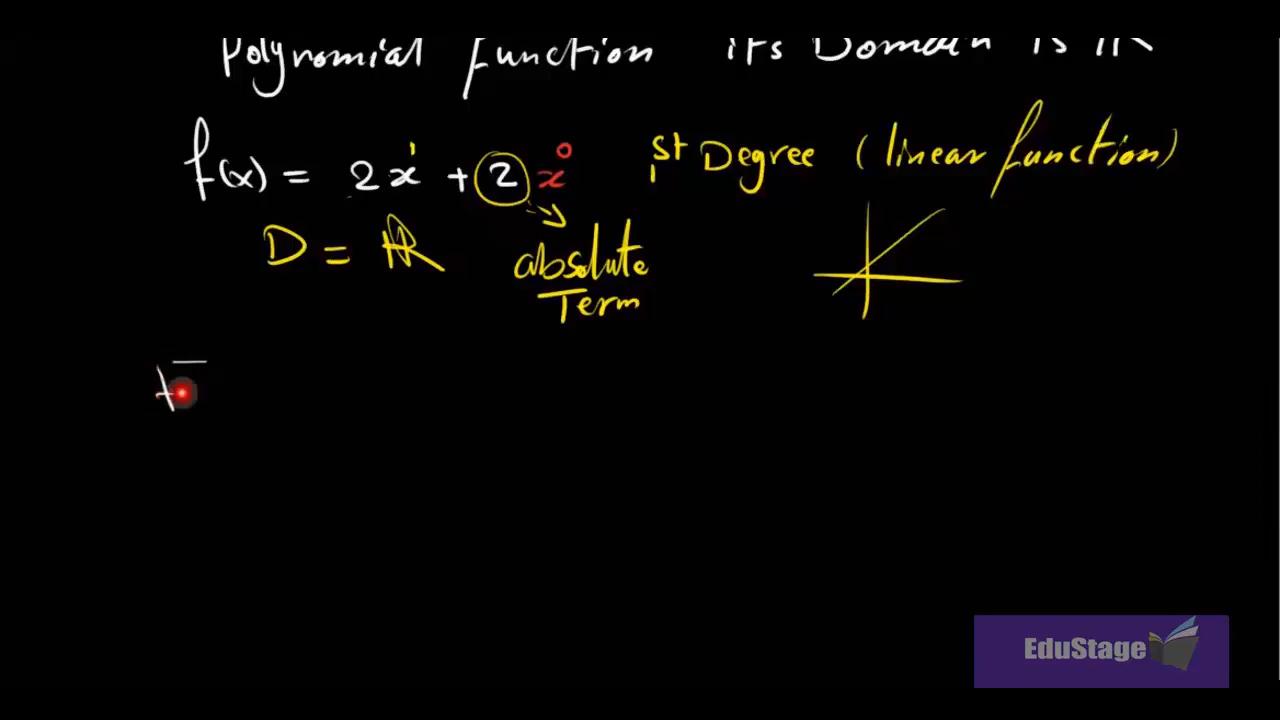 Polynomial function its Domain is ℝ
f(x) = 2x¹ + 2x⁰ 1st Degree (linear function)
D = ℝ absolute
Term
EduStage